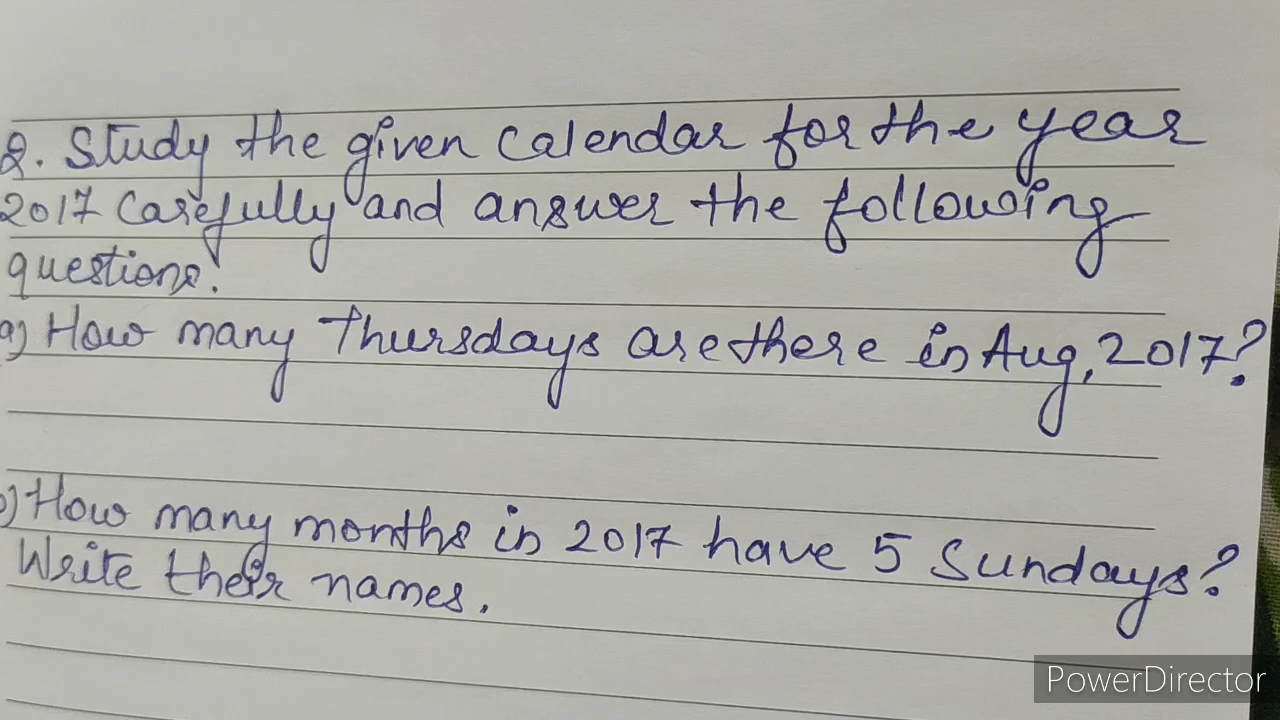 2. Study the given calendar for the year
2017 carefully and answer the following
questions.
a) How many Thursdays are there in Aug, 2017?
b) How many months in 2017 have 5 Sundays?
Write their names.
PowerDirector